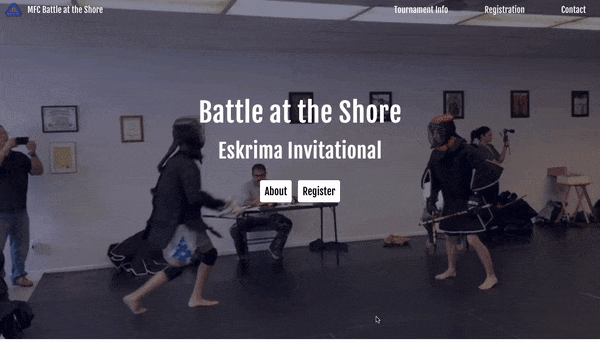 MFC Battle at the Shore
Tournament Info
Registration
Contact
Battle at the Shore
Eskrima Invitational
About
Register